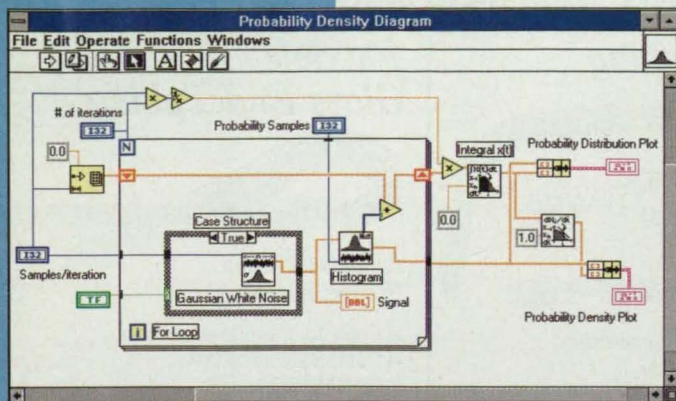 Probability Density Diagram
File Edit Operate Functions Windows
A
# of iterations
I32
Probability Samples I32
N
0.0
Integral x(t)
Probability Distribution Plot
0.0
1.0
Case Structure
True
Histogram
I32
Samples/iteration
Gaussian White Noise
[DBL] Signal
TF
Probability Density Plot
i For Loop